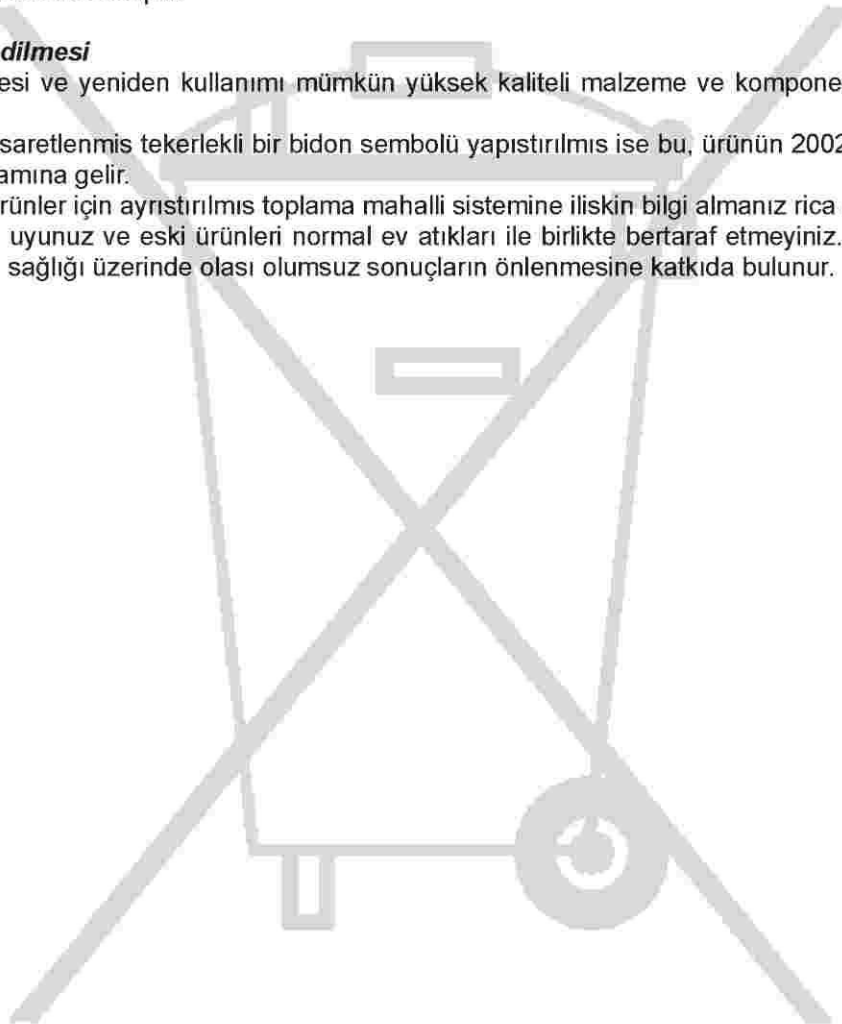 dilmesi
esi ve yeniden kullanımı mümkün yüksek kaliteli malzeme ve kompone
saretlenmis tekerlekli bir bidon sembolü yapıstırılmıs ise bu, ürünün 2002
amına gelir.
rünler için ayrıstırılmıs toplama mahalli sistemine iliskin bilgi almanız rica
uyunuz ve eski ürünleri normal ev atıkları ile birlikte bertaraf etmeyiniz.
sağlığı üzerinde olası olumsuz sonuçların önlenmesine katkıda bulunur.